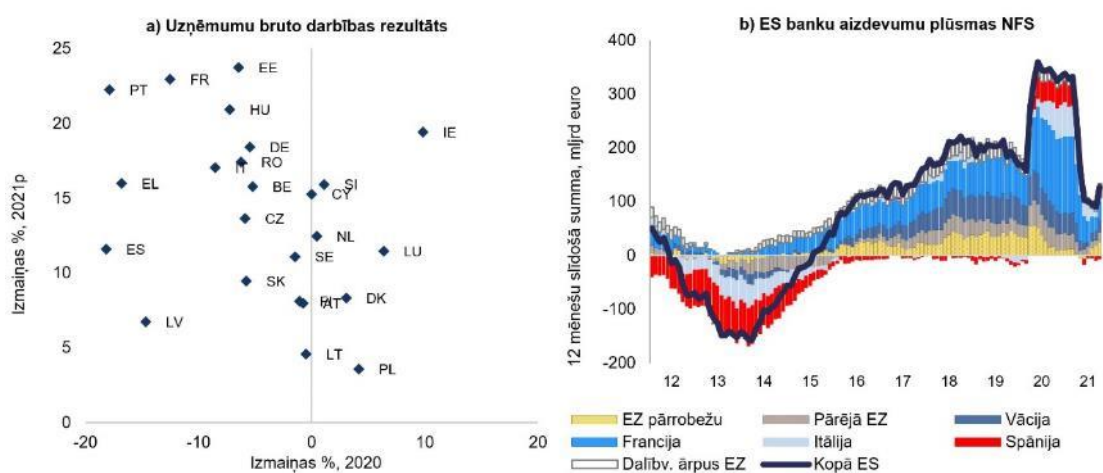 a) Uzņēmumu bruto darbības rezultāts
Izmaiņas %, 2021p
25
20
15
10
5
0
EE
FR
PT
HU
IE
DE
RO
IT
EL
BE
SI
CY
CZ
NL
ES
SE
LU
SK
FI
AT
DK
LV
LT
PL
-20
-10
0
10
20
Izmaiņas %, 2020
b) ES banku aizdevumu plūsmas NFS
12 mēnešu slīdošā summa, mljrd euro
400
300
200
100
0
-100
-200
12 13 14 15 16 17 18 19 20 21
EZ pārrobežu
Pārējā EZ
Vācija
Francija
Itālija
Spānija
Dalībv. ārpus EZ
Kopā ES